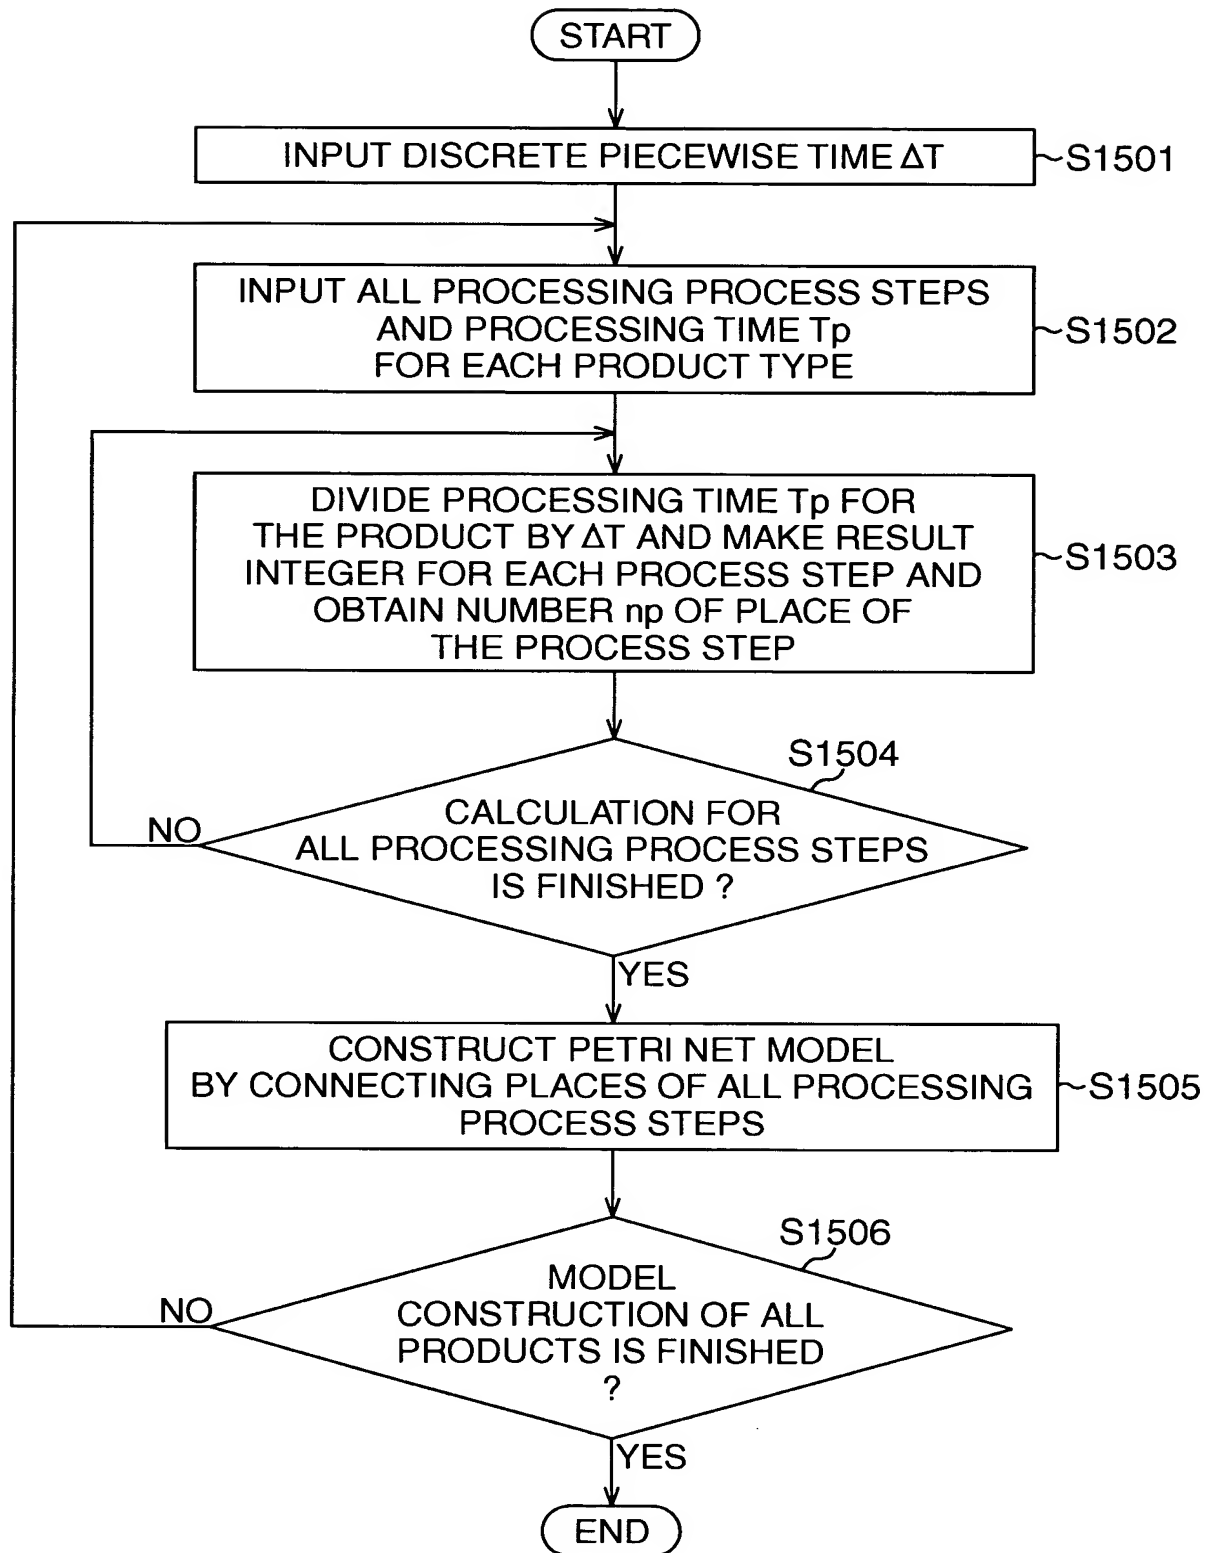 START
INPUT DISCRETE PIECEWISE TIME ΔT
S1501
INPUT ALL PROCESSING PROCESS STEPS
AND PROCESSING TIME Tp
FOR EACH PRODUCT TYPE
S1502
DIVIDE PROCESSING TIME Tp FOR
THE PRODUCT BY ΔT AND MAKE RESULT
INTEGER FOR EACH PROCESS STEP AND
OBTAIN NUMBER np OF PLACE OF
THE PROCESS STEP
S1503
S1504
CALCULATION FOR
ALL PROCESSING PROCESS STEPS
IS FINISHED ?
NO
YES
CONSTRUCT PETRI NET MODEL
BY CONNECTING PLACES OF ALL PROCESSING
PROCESS STEPS
S1505
S1506
MODEL
CONSTRUCTION OF ALL
PRODUCTS IS FINISHED
?
NO
YES
END